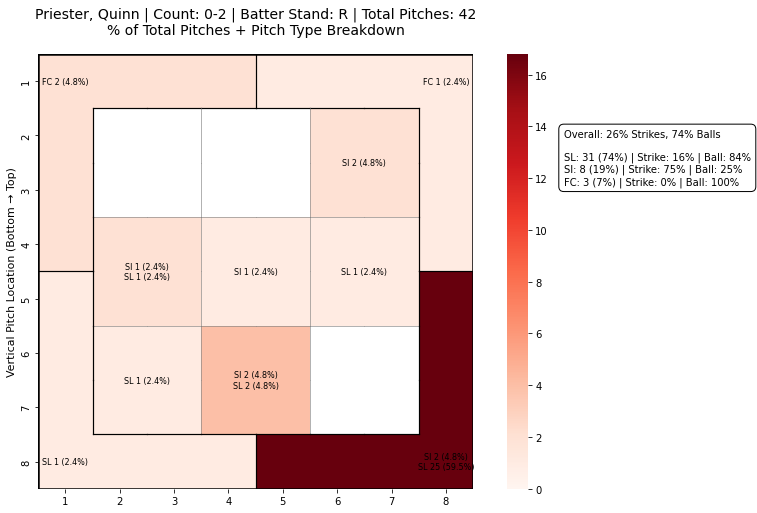 Priester, Quinn | Count: 0-2 | Batter Stand: R | Total Pitches: 42
% of Total Pitches + Pitch Type Breakdown
FC 2 (4.8%)
FC 1 (2.4%)
SI 2 (4.8%)
SI 1 (2.4%)
SL 1 (2.4%)
SI 1 (2.4%)
SL 1 (2.4%)
SL 1 (2.4%)
SI 2 (4.8%)
SL 2 (4.8%)
SL 1 (2.4%)
SI 2 (4.8%)
SL 25 (59.5%)
Vertical Pitch Location (Bottom → Top)
1
2
3
4
5
6
7
8
1 2 3 4 5 6 7 8
16
14
12
10
8
6
4
2
0
Overall: 26% Strikes, 74% Balls
SL: 31 (74%) | Strike: 16% | Ball: 84%
SI: 8 (19%) | Strike: 75% | Ball: 25%
FC: 3 (7%) | Strike: 0% | Ball: 100%